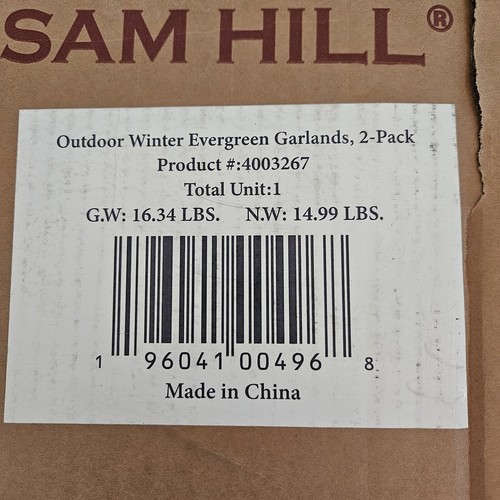 SAM HILL®
Outdoor Winter Evergreen Garlands, 2-Pack
Product #:4003267
Total Unit:1
G.W: 16.34 LBS. N.W: 14.99 LBS.
1 96041 00496 8
Made in China